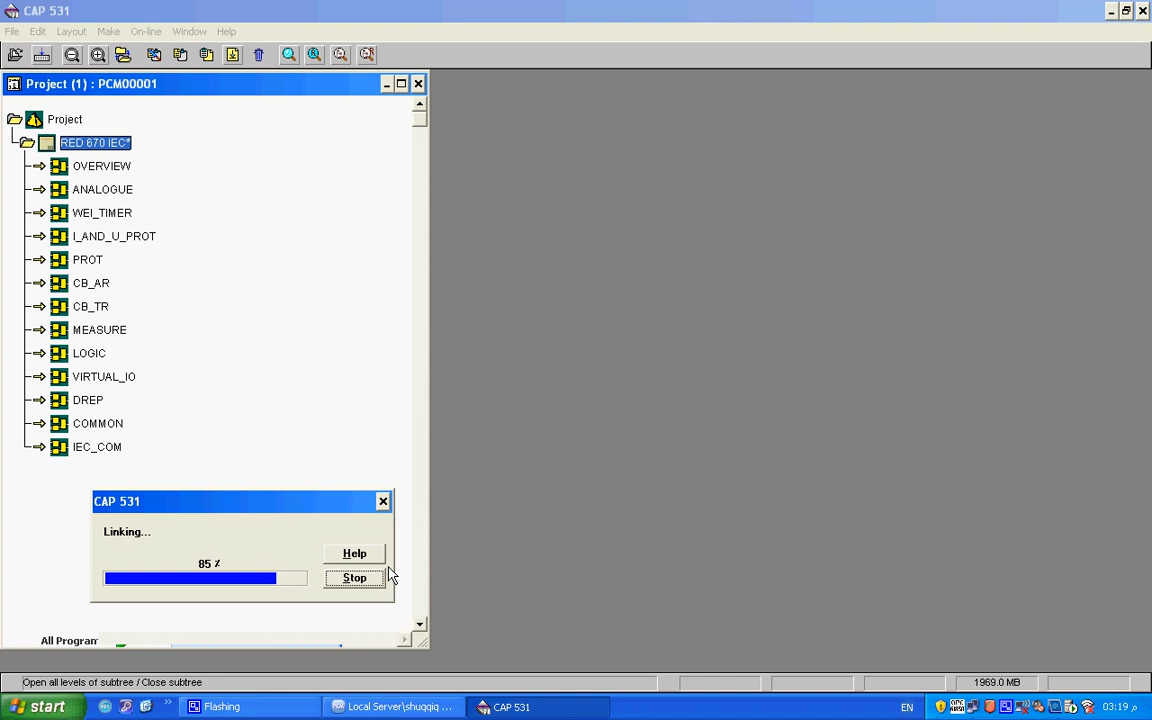 CAP 531
File Edit Layout Make On-line Window Help
Project (1) : PCM00001
Project
RED 670 IEC*
OVERVIEW
ANALOGUE
WEI_TIMER
I_AND_U_PROT
PROT
CB_AR
CB_TR
MEASURE
LOGIC
VIRTUAL_IO
DREP
COMMON
IEC_COM
CAP 531
Linking...
Help
85 %
Stop
All Program
Open all levels of subtree / Close subtree
1969.0 MB
start
Flashing
Local Server\shuqqiq ...
CAP 531
EN
03:19 م